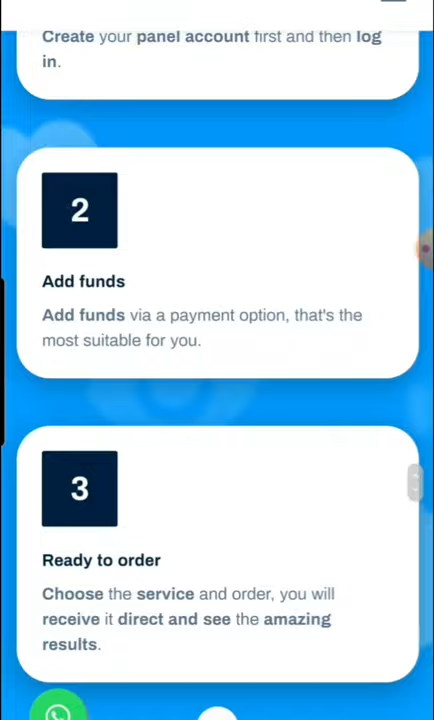 Create your panel account first and then log
in.
2
Add funds
Add funds via a payment option, that's the
most suitable for you.
3
Ready to order
Choose the service and order, you will
receive it direct and see the amazing
results.